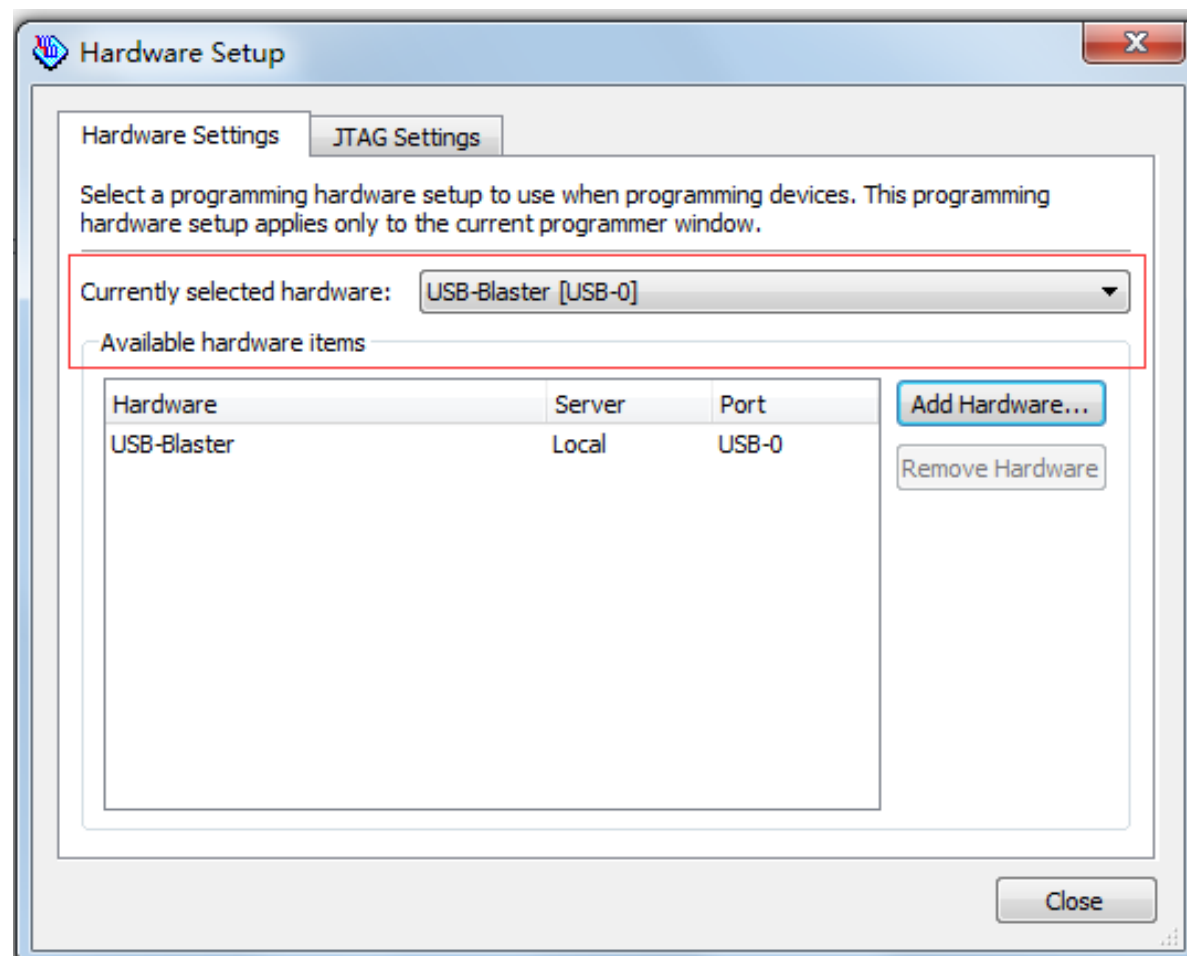 Hardware Setup
Hardware Settings
JTAG Settings
Select a programming hardware setup to use when programming devices. This programming
hardware setup applies only to the current programmer window.
Currently selected hardware:
USB-Blaster [USB-0]
Available hardware items
Hardware
Server
Port
USB-Blaster
Local
USB-0
Add Hardware...
Remove Hardware
Close